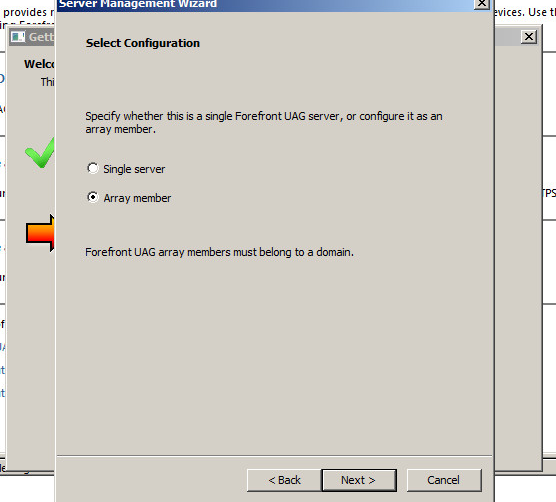 Server Management Wizard
provides r
evices. Use th
Gett
Welco
Thi
Select Configuration
Specify whether this is a single Forefront UAG server, or configure it as an
array member.
Single server
Array member
TPS
Forefront UAG array members must belong to a domain.
< Back
Next >
Cancel